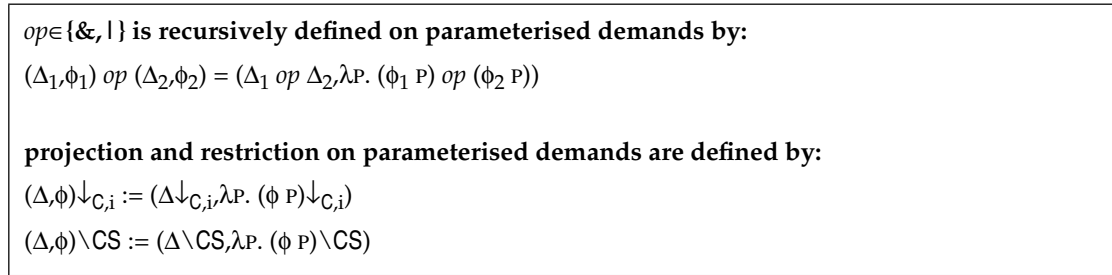 op∈{&,|} is recursively defined on parameterised demands by:
(Δ₁,ϕ₁) op (Δ₂,ϕ₂) = (Δ₁ op Δ₂,λP. (ϕ₁ P) op (ϕ₂ P))
projection and restriction on parameterised demands are defined by:
(Δ,ϕ)↓C,i := (Δ↓C,i,λP. (ϕ P)↓C,i)
(Δ,ϕ)\CS := (Δ\CS,λP. (ϕ P)\CS)